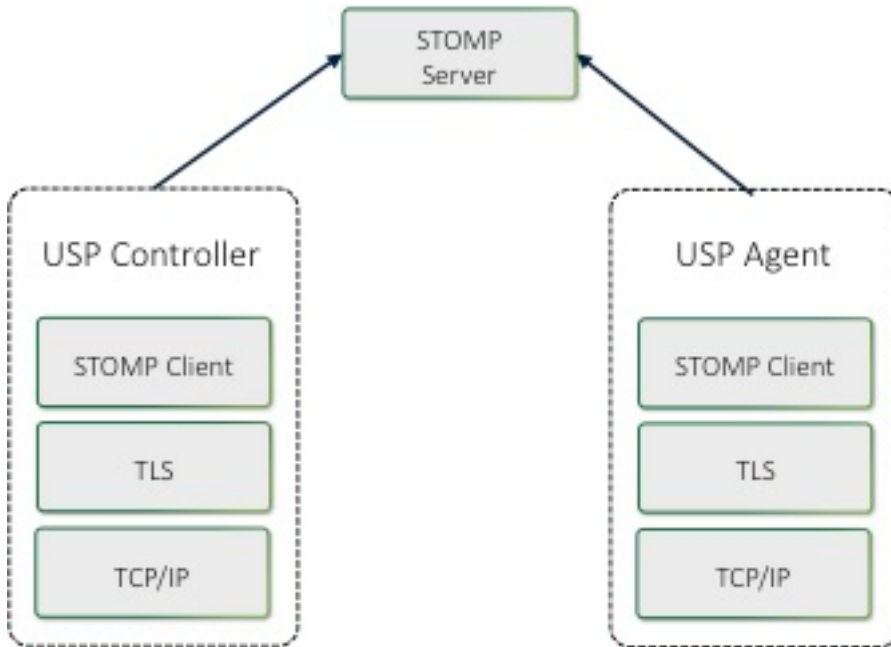 STOMP
Server
USP Controller
STOMP Client
TLS
TCP/IP
USP Agent
STOMP Client
TLS
TCP/IP